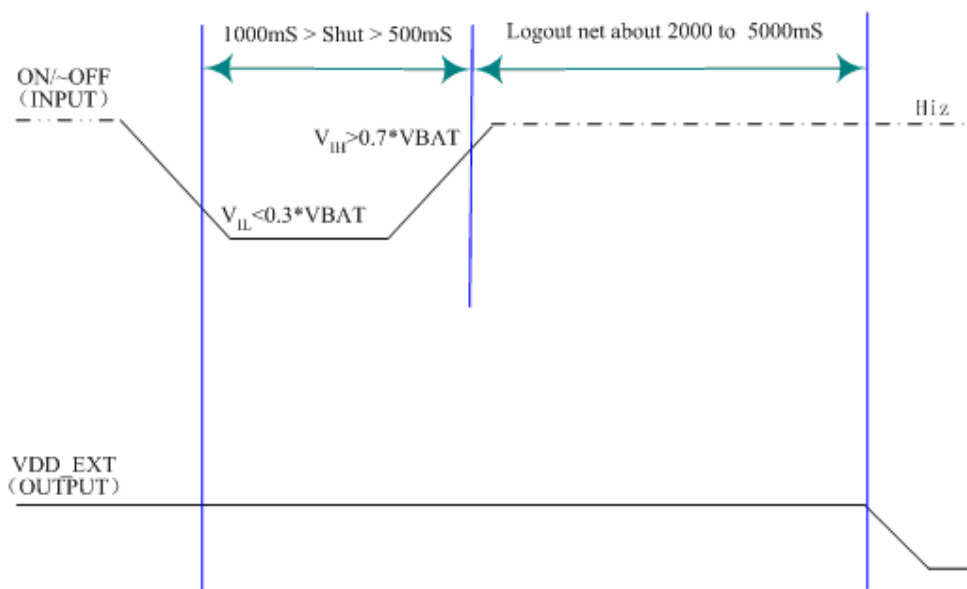 1000mS > Shut > 500mS
Logout net about 2000 to 5000mS
ON/~OFF
（INPUT）
Hiz
VIH>0.7*VBAT
VIL<0.3*VBAT
VDD_EXT
（OUTPUT）